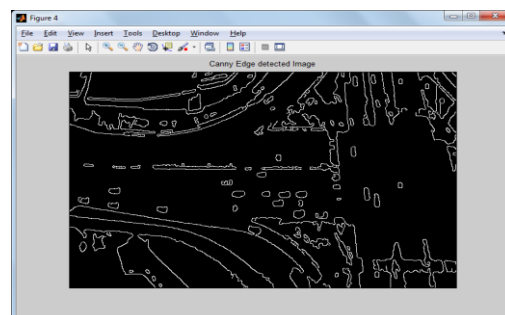 Figure 4
File Edit View Insert Tools Desktop Window Help
Canny Edge detected Image